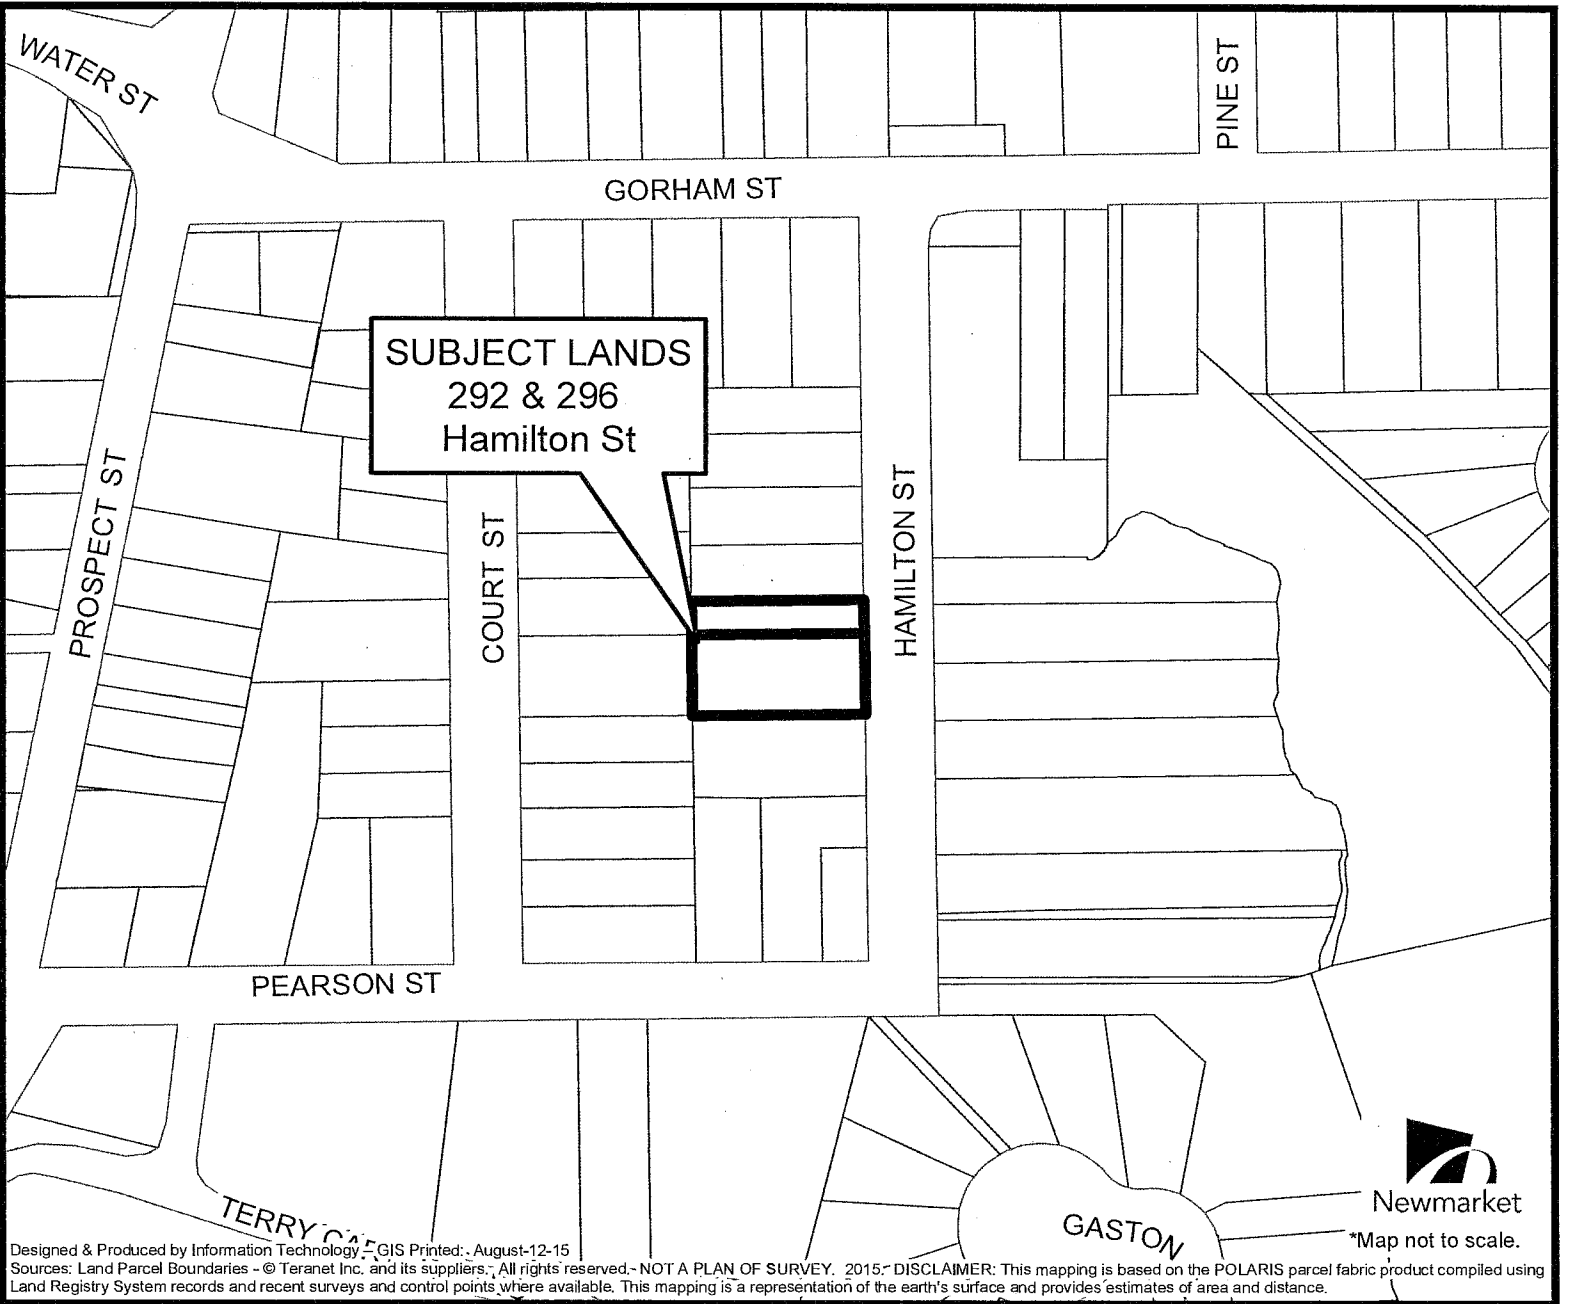 WATER ST
PINE ST
GORHAM ST
SUBJECT LANDS
292 & 296
Hamilton St
PROSPECT ST
COURT ST
HAMILTON ST
PEARSON ST
TERRY
GASTON
Newmarket
*Map not to scale.
Designed & Produced by Information Technology – GIS Printed: August-12-15
Sources: Land Parcel Boundaries - © Teranet Inc. and its suppliers. All rights reserved. NOT A PLAN OF SURVEY. 2015. DISCLAIMER: This mapping is based on the POLARIS parcel fabric product compiled using
Land Registry System records and recent surveys and control points where available. This mapping is a representation of the earth's surface and provides estimates of area and distance.